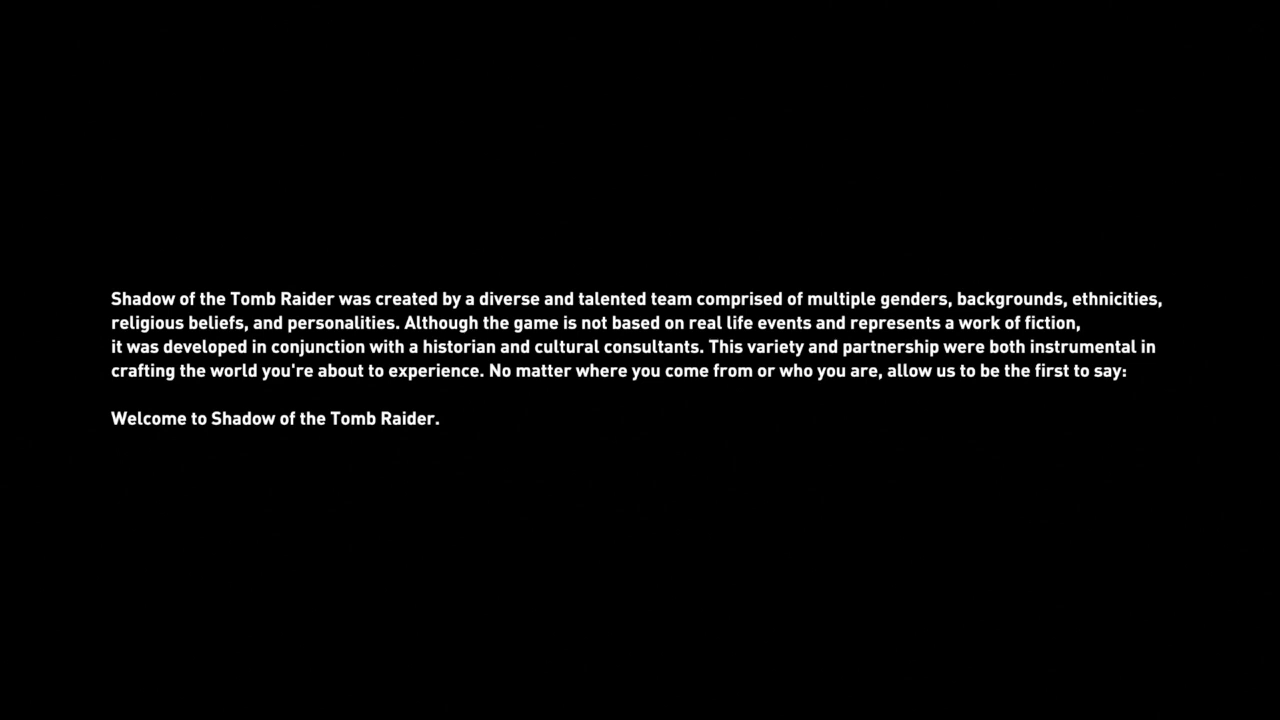 Shadow of the Tomb Raider was created by a diverse and talented team comprised of multiple genders, backgrounds, ethnicities,
religious beliefs, and personalities. Although the game is not based on real life events and represents a work of fiction,
it was developed in conjunction with a historian and cultural consultants. This variety and partnership were both instrumental in
crafting the world you're about to experience. No matter where you come from or who you are, allow us to be the first to say:
Welcome to Shadow of the Tomb Raider.